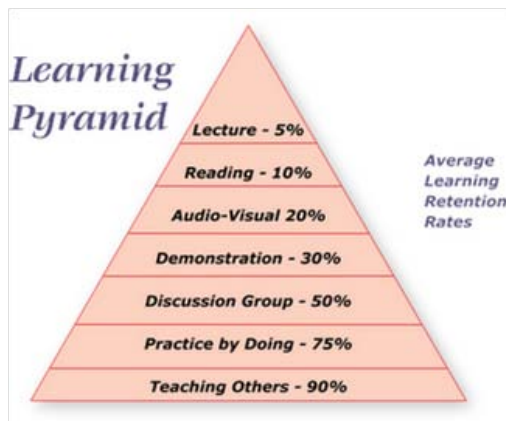 Learning
Pyramid
Lecture - 5%
Reading - 10%
Audio-Visual 20%
Demonstration - 30%
Discussion Group - 50%
Practice by Doing - 75%
Teaching Others - 90%
Average
Learning
Retention
Rates